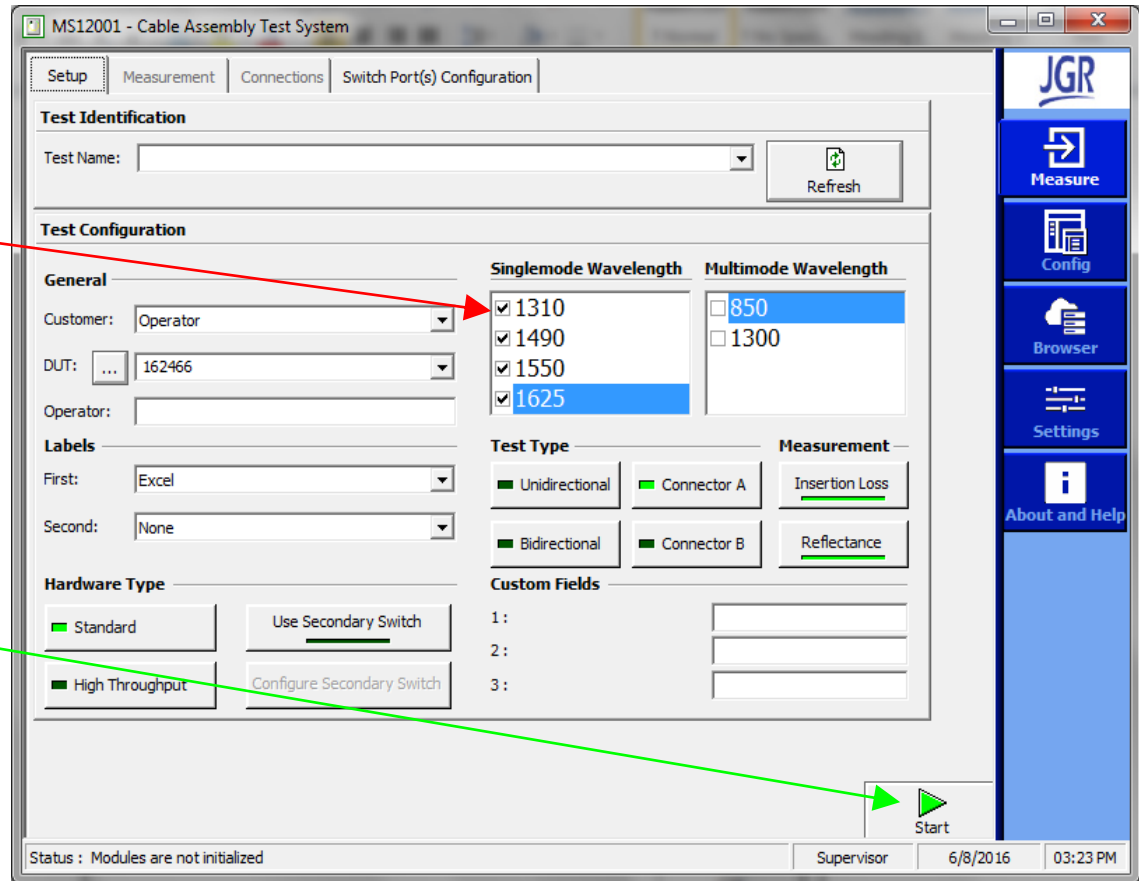 MS12001 - Cable Assembly Test System
Setup Measurement Connections Switch Port(s) Configuration
JGR
Test Identification
Test Name:
Refresh
Measure
Test Configuration
General
Singlemode Wavelength Multimode Wavelength
Config
Customer: Operator
1310
1490
1550
1625
850
1300
DUT: ... 162466
Browser
Operator:
Settings
Labels
Test Type Measurement
First: Excel
Unidirectional Connector A Insertion Loss
About and Help
Second: None
Bidirectional Connector B Reflectance
Hardware Type
Custom Fields
Standard Use Secondary Switch
1:
2:
High Throughput Configure Secondary Switch
3:
Start
Status : Modules are not initialized Supervisor 6/8/2016 03:23 PM